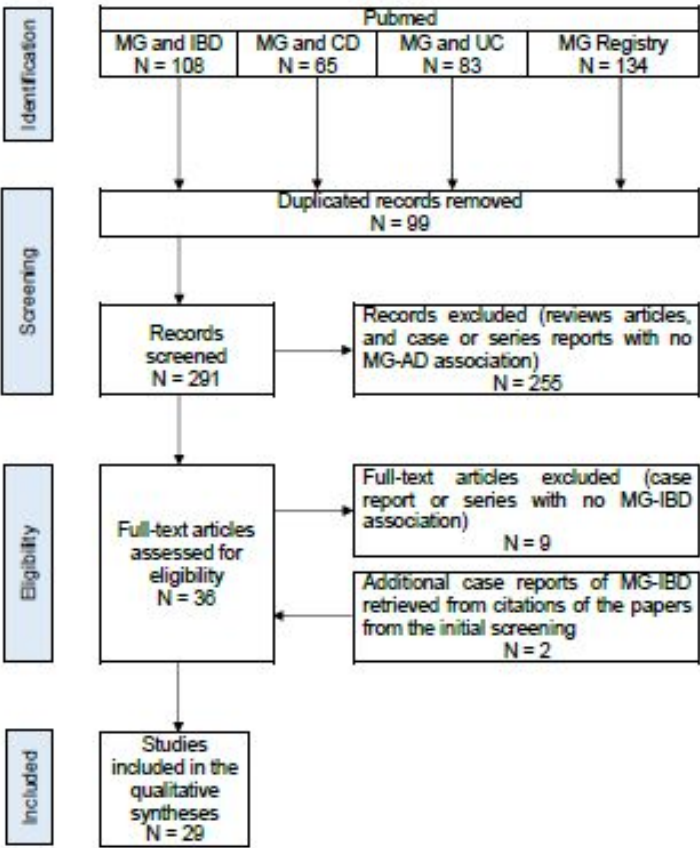 Identification
Pubmed
MG and IBD
N = 108
MG and CD
N = 65
MG and UC
N = 83
MG Registry
N = 134
Screening
Duplicated records removed
N = 99
Records
screened
N = 291
Records excluded (reviews articles,
and case or series reports with no
MG-AD association)
N = 255
Eligibility
Full-text articles
assessed for
eligibility
N = 36
Full-text articles excluded (case
report or series with no MG-IBD
association)
N = 9
Additional case reports of MG-IBD
retrieved from citations of the papers
from the initial screening
N = 2
Included
Studies
included in the
qualitative
syntheses
N = 29